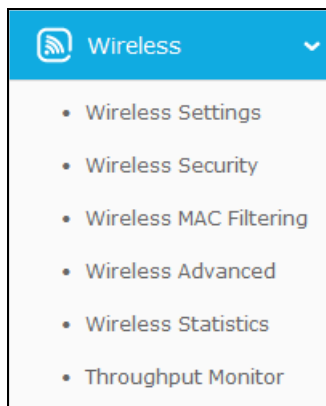 Wireless
Wireless Settings
Wireless Security
Wireless MAC Filtering
Wireless Advanced
Wireless Statistics
Throughput Monitor